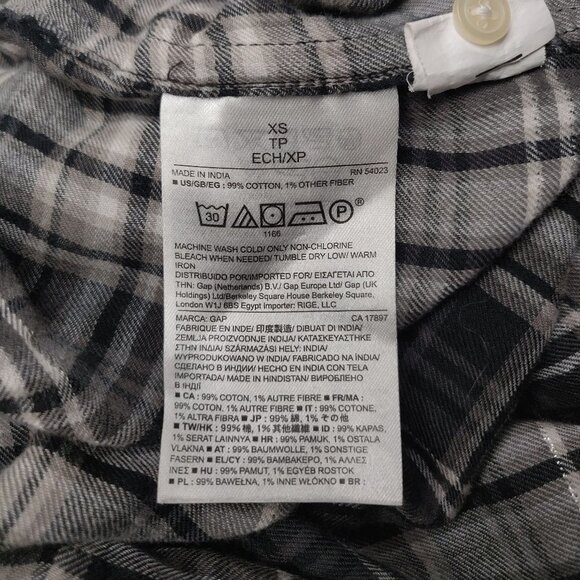 XS
TP
ECH/XP
MADE IN INDIA RN 54023
■ US/GB/EG : 99% COTTON, 1% OTHER FIBER
30 P ®
1166
MACHINE WASH COLD/ ONLY NON-CHLORINE
BLEACH WHEN NEEDED/ TUMBLE DRY LOW/ WARM
IRON
DISTRIBUIDO POR/IMPORTED FOR/ ΕΙΣΑΓΕΤΑΙ ΑΠΟ
ΤΗΝ: Gap (Netherlands) B.V./ Gap Europe Ltd/ Gap (UK
Holdings) Ltd/Berkeley Square House Berkeley Square,
London W1J 6BS Egypt Importer: RIGE, LLC
MARCA: GAP CA 17897
FABRIQUE EN INDE/ 印度製造/ DIBUAT DI INDIA/
ZEMLJA PROIZVODNJE INDIJA/ ΚΑΤΑΣΚΕΥΑΣΤΗΚΕ
ΣΤΗΝ INDIA/ SZÁRMAZÁSI HELY: INDIA/
WYPRODUKOWANO W INDIA/ FABRICADO NA ÍNDIA/
СДЕЛАНО В ИНДИИ/ HECHO EN INDIA CON TELA
IMPORTADA/ MADE IN HINDISTAN/ ВИРОБЛЕНО
В ІНДІЇ
■ CA : 99% COTTON, 1% AUTRE FIBRE ■ FR/MA :
99% COTON, 1% AUTRE FIBRE ■ IT : 99% COTONE,
1% ALTRA FIBRA ■ JP : 99% 綿, 1% その他
■ TW/HK : 99% 棉, 1% 其他纖維 ■ ID : 99% KAPAS,
1% SERAT LAINNYA ■ HR : 99% PAMUK, 1% OSTALA
VLAKNA ■ AT : 99% BAUMWOLLE, 1% SONSTIGE
FASERN ■ EL/CY : 99% ΒΑΜΒΑΚΕΡΟ, 1% ΑΛΛΕΣ
ΙΝΕΣ ■ HU : 99% PAMUT, 1% EGYÉB ROSTOK
■ PL : 99% BAWEŁNA, 1% INNE WŁÓKNO ■ BR :